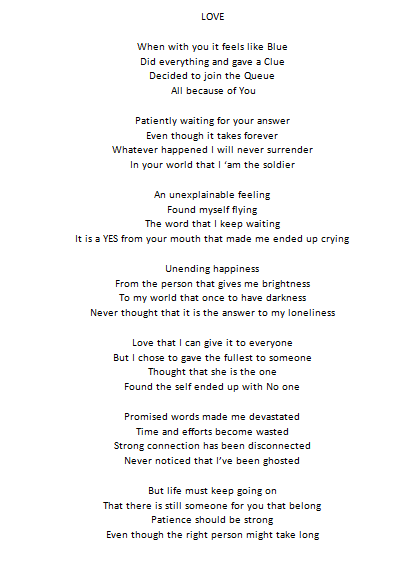 LOVE
When with you it feels like Blue
Did everything and gave a Clue
Decided to join the Queue
All because of You
Patiently waiting for your answer
Even though it takes forever
Whatever happened I will never surrender
In your world that I 'am the soldier
An unexplainable feeling
Found myself flying
The word that I keep waiting
It is a YES from your mouth that made me ended up crying
Unending happiness
From the person that gives me brightness
To my world that once to have darkness
Never thought that it is the answer to my loneliness
Love that I can give it to everyone
But I chose to gave the fullest to someone
Thought that she is the one
Found the self ended up with No one
Promised words made me devastated
Time and efforts become wasted
Strong connection has been disconnected
Never noticed that I've been ghosted
But life must keep going on
That there is still someone for you that belong
Patience should be strong
Even though the right person might take long